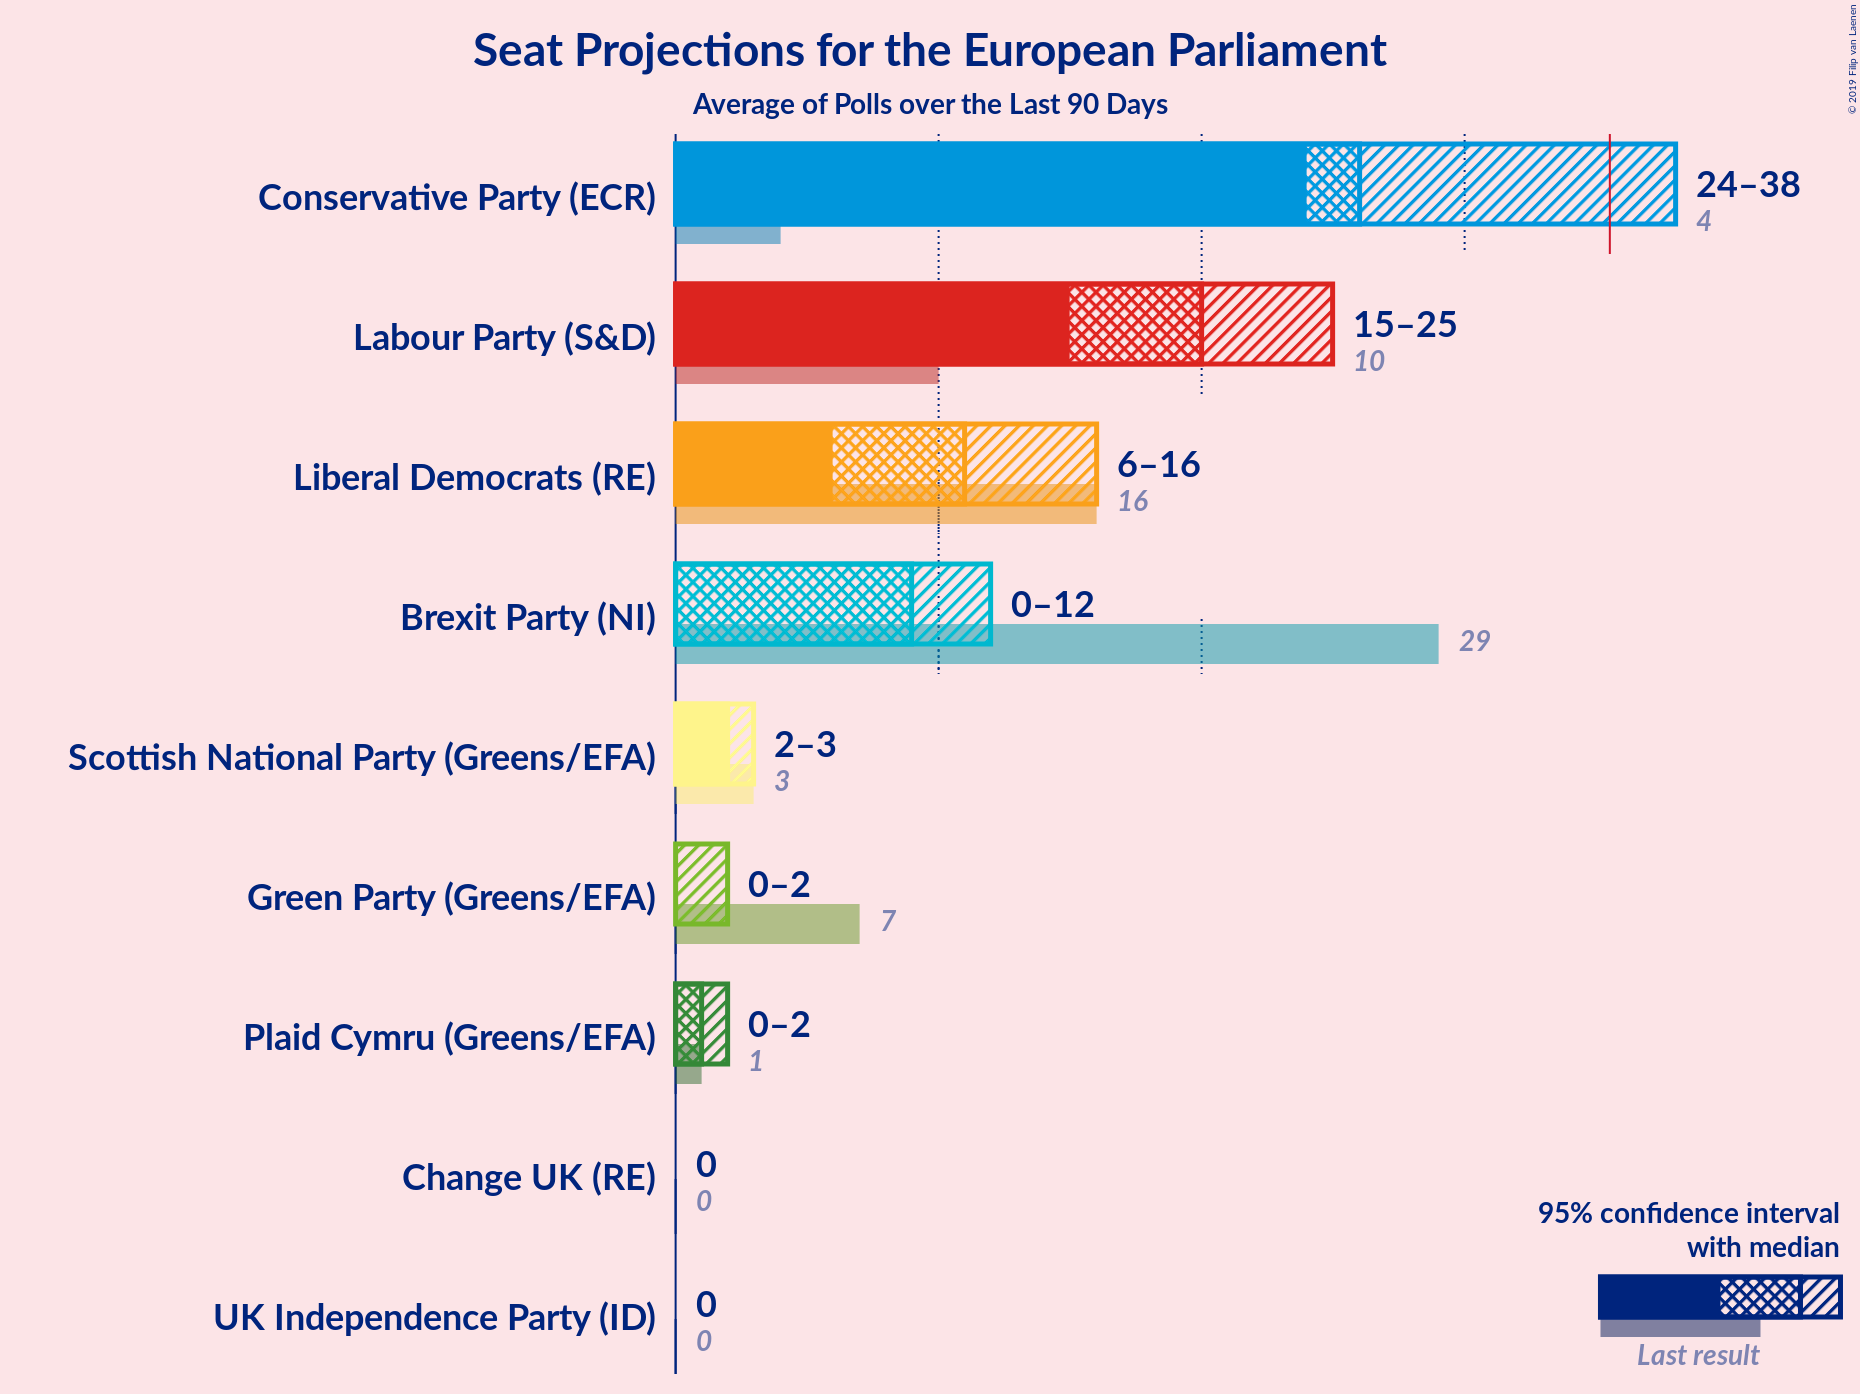 Seat Projections for the European Parliament
Average of Polls over the Last 90 Days
© 2019 Filip van Laenen
Conservative Party (ECR)
24–38
4
Labour Party (S&D)
15–25
10
Liberal Democrats (RE)
6–16
16
Brexit Party (NI)
0–12
29
Scottish National Party (Greens/EFA)
2–3
3
Green Party (Greens/EFA)
0–2
7
Plaid Cymru (Greens/EFA)
0–2
1
Change UK (RE)
0
0
UK Independence Party (ID)
0
0
95% confidence interval
with median
Last result